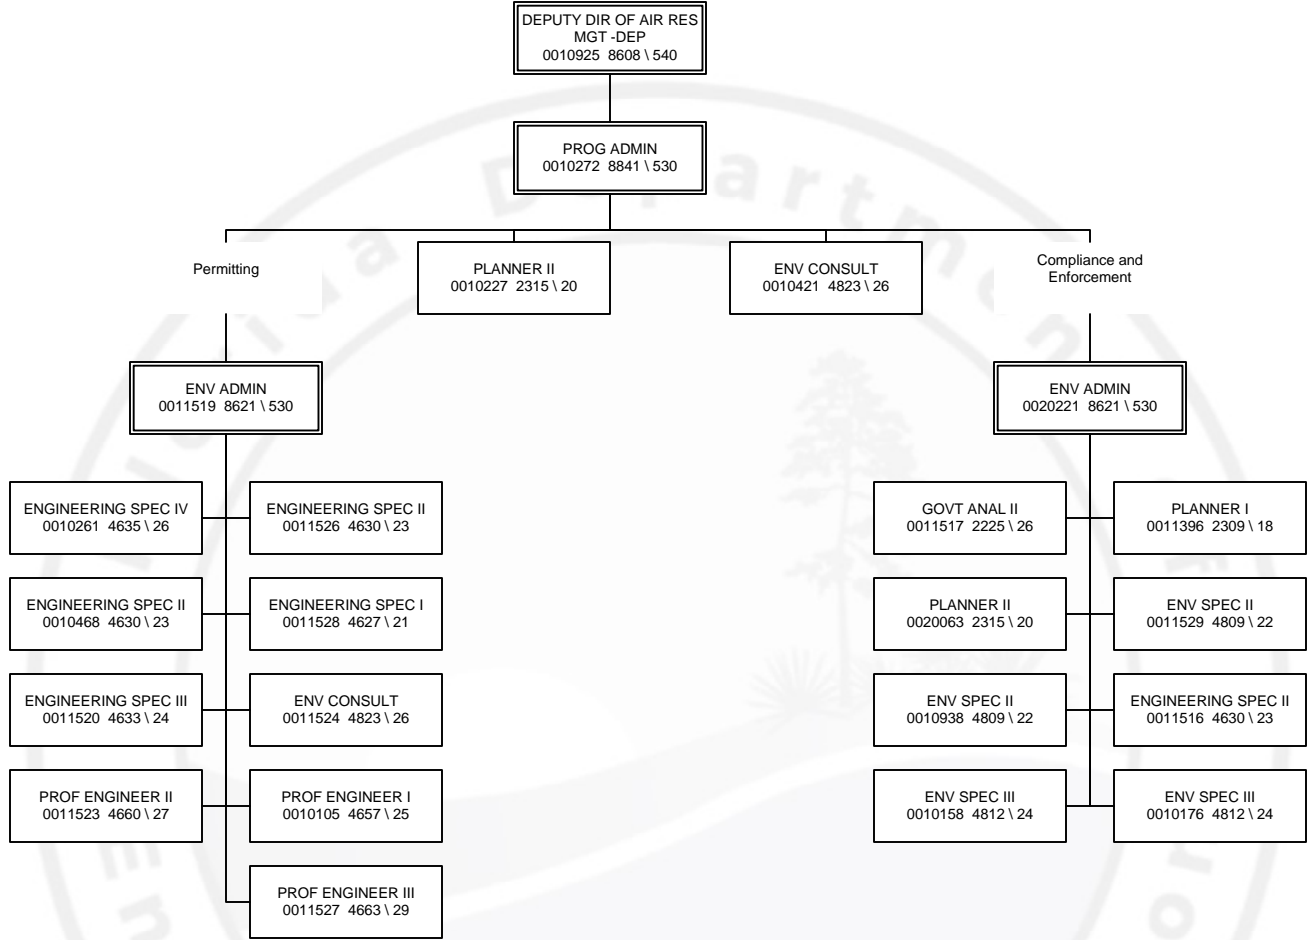 DEPUTY DIR OF AIR RES
MGT -DEP
0010925 8608 \ 540
PROG ADMIN
0010272 8841 \ 530
Permitting
PLANNER II
0010227 2315 \ 20
ENV CONSULT
0010421 4823 \ 26
Compliance and
Enforcement
ENV ADMIN
0011519 8621 \ 530
ENV ADMIN
0020221 8621 \ 530
ENGINEERING SPEC IV
0010261 4635 \ 26
ENGINEERING SPEC II
0011526 4630 \ 23
GOVT ANAL II
0011517 2225 \ 26
PLANNER I
0011396 2309 \ 18
ENGINEERING SPEC II
0010468 4630 \ 23
ENGINEERING SPEC I
0011528 4627 \ 21
PLANNER II
0020063 2315 \ 20
ENV SPEC II
0011529 4809 \ 22
ENGINEERING SPEC III
0011520 4633 \ 24
ENV CONSULT
0011524 4823 \ 26
ENV SPEC II
0010938 4809 \ 22
ENGINEERING SPEC II
0011516 4630 \ 23
PROF ENGINEER II
0011523 4660 \ 27
PROF ENGINEER I
0010105 4657 \ 25
ENV SPEC III
0010158 4812 \ 24
ENV SPEC III
0010176 4812 \ 24
PROF ENGINEER III
0011527 4663 \ 29